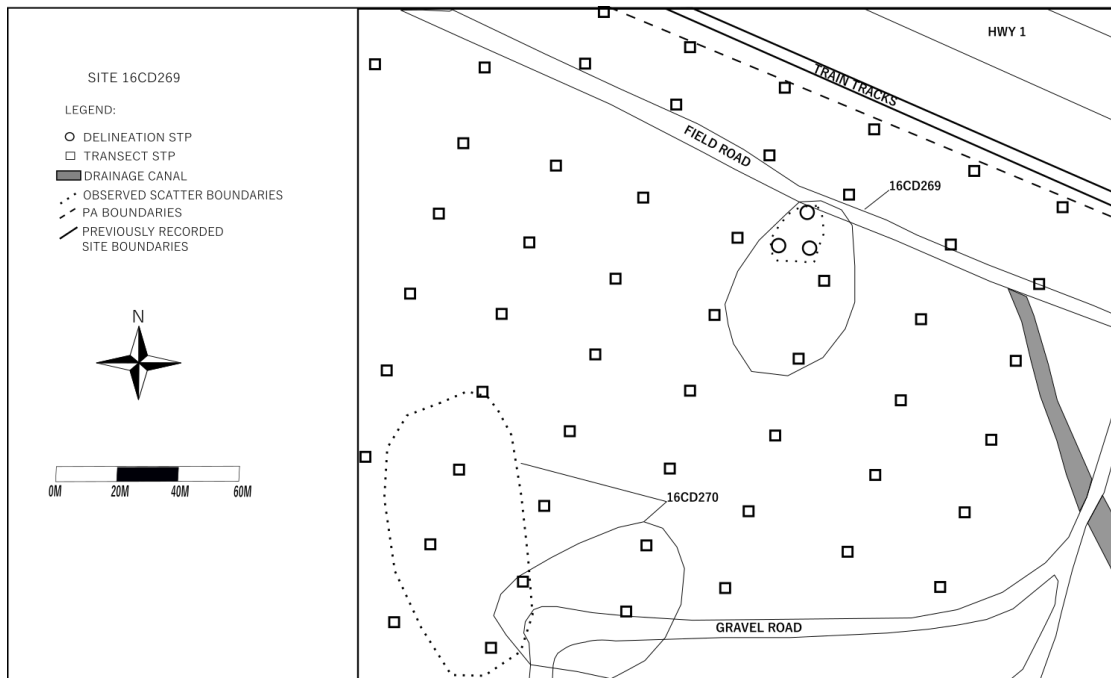 SITE 16CD269
LEGEND:
DELINEATION STP
TRANSECT STP
DRAINAGE CANAL
OBSERVED SCATTER BOUNDARIES
PA BOUNDARIES
PREVIOUSLY RECORDED
SITE BOUNDARIES
N
0M 20M 40M 60M
HWY 1
TRAIN TRACKS
FIELD ROAD
16CD269
16CD270
GRAVEL ROAD